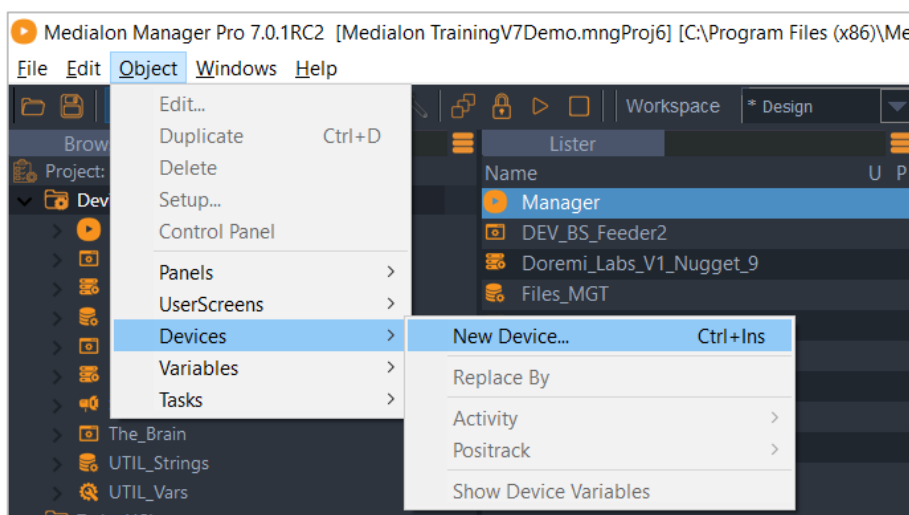 Medialon Manager Pro 7.0.1RC2 [Medialon TrainingV7Demo.mngProj6] [C:\Program Files (x86)\Me
File Edit Object Windows Help
Workspace * Design
Edit...
Duplicate Ctrl+D
Delete
Setup...
Control Panel
Panels
UserScreens
Devices
Variables
Tasks
New Device... Ctrl+Ins
Replace By
Activity
Positrack
Show Device Variables
Brow
Project:
Devi
The_Brain
UTIL_Strings
UTIL_Vars
Lister
Name U P
Manager
DEV_BS_Feeder2
Doremi_Labs_V1_Nugget_9
Files_MGT